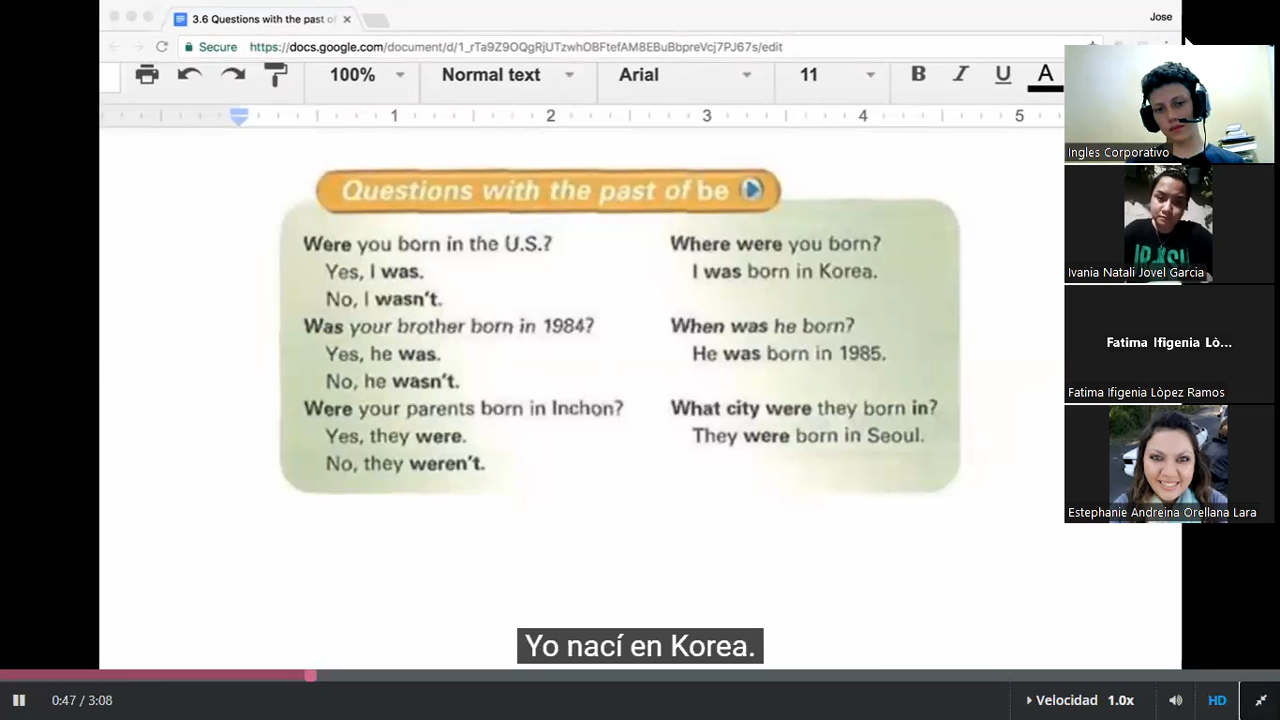 3.6 Questions with the past of
Jose
Secure
https://docs.google.com/document/d/1_rTa9Z9OQgRjUTzwhOBFtefAM8EBuBbpreVcj7PJ67s/edit
100%
Normal text
Arial
11
B I U A
1 2 3 4 5
Questions with the past of be
Were you born in the U.S.?
Yes, I was.
No, I wasn't.
Was your brother born in 1984?
Yes, he was.
No, he wasn't.
Were your parents born in Inchon?
Yes, they were.
No, they weren't.
Where were you born?
I was born in Korea.
When was he born?
He was born in 1985.
What city were they born in?
They were born in Seoul.
Ingles Corporativo
Ivania Natali Jovel Garcia
Fatima Ifigenia Lò...
Fatima Ifigenia Lòpez Ramos
Estephanie Andreina Orellana Lara
Yo nací en Korea.
0:47 / 3:08
Velocidad 1.0x
HD